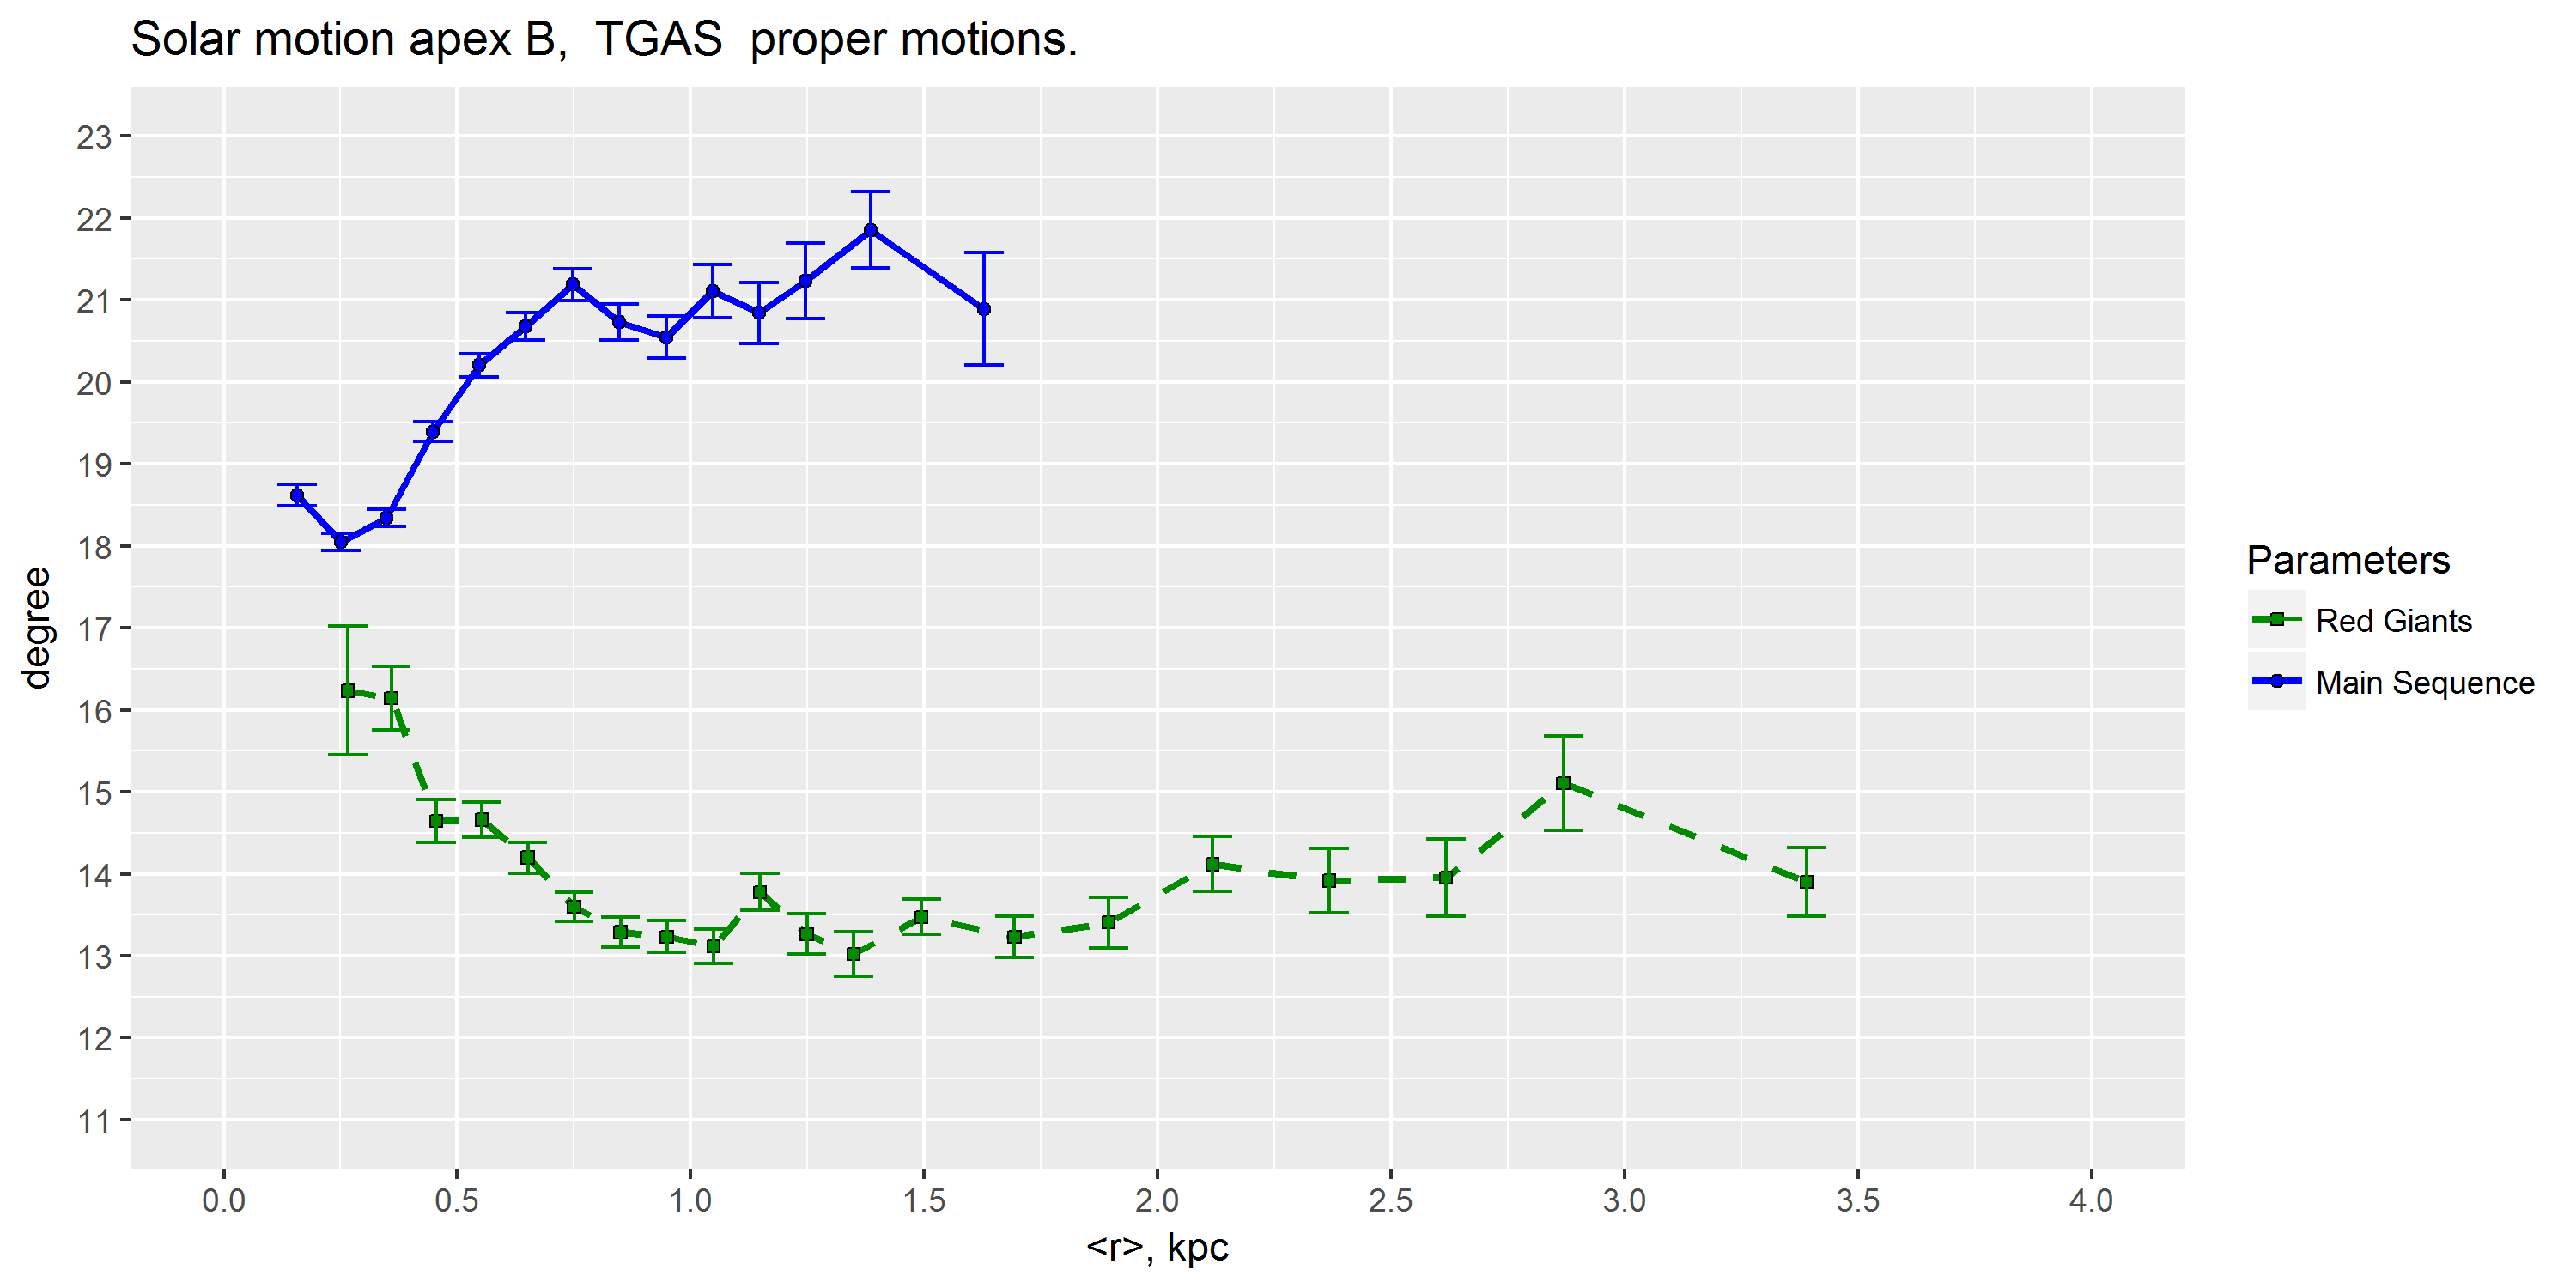 Solar motion apex B,  TGAS  proper motions.
23
22
21
20
19
18
17
16
15
14
13
12
11
degree
0.0 0.5 1.0 1.5 2.0 2.5 3.0 3.5 4.0
<r>, kpc
Parameters
Red Giants
Main Sequence